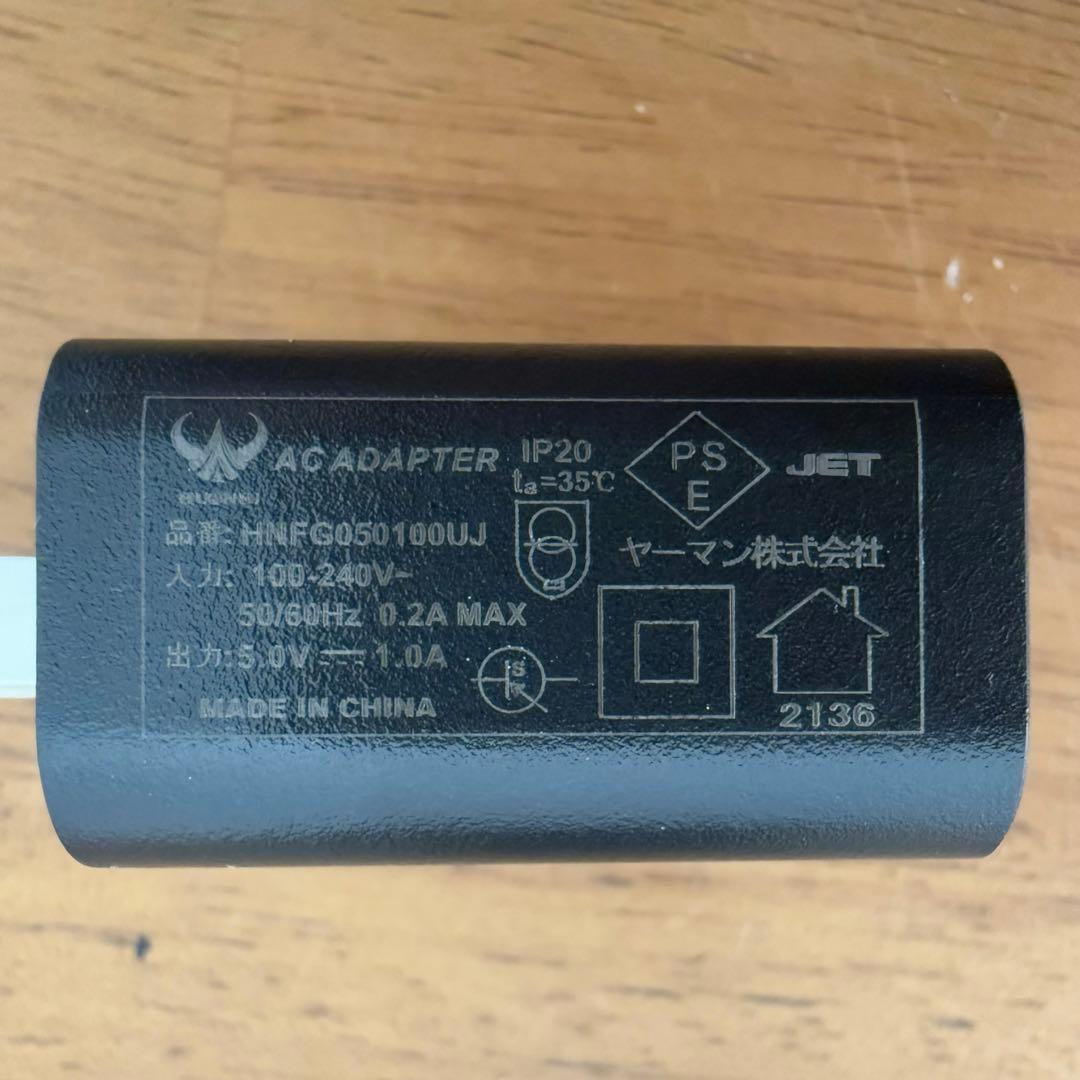 AC ADAPTER
IP20
ta=35℃
PS
E
JET
品番: HNFG050100UJ
ヤーマン株式会社
入力: 100-240V~
50/60Hz 0.2A MAX
出力: 5.0V⎓1.0A
S
MADE IN CHINA
2136